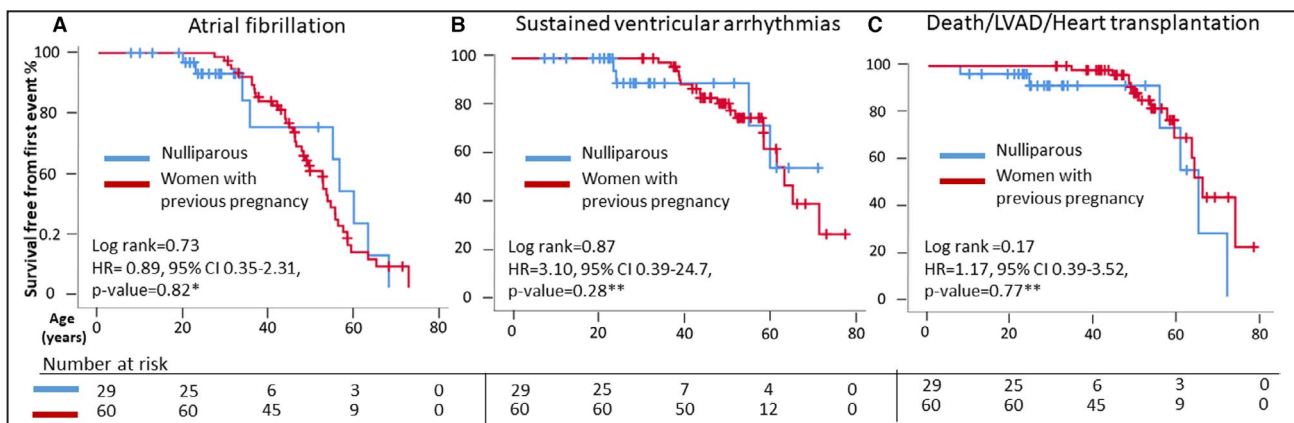 A Atrial fibrillation
Survival free from first event %
100
80
60
0.2
0
Nulliparous
Women with
previous pregnancy
Log rank=0.73
HR= 0.89, 95% CI 0.35-2.31,
p-value=0.82*
Age
(years)
0 20 40 60 80
B Sustained ventricular arrhythmias
100
80
60
40
20
0
Nulliparous
Women with
previous pregnancy
Log rank=0.87
HR=3.10, 95% CI 0.39-24.7,
p-value=0.28**
0 20 40 60 80
C Death/LVAD/Heart transplantation
100
80
60
40
20
0
Nulliparous
Women with
previous pregnancy
Log rank =0.17
HR=1.17, 95% CI 0.39-3.52,
p-value=0.77**
0 20 40 60 80
Number at risk
29 25 6 3 0 29 25 7 4 0 29 25 6 3 0
60 60 45 9 0 60 60 50 12 0 60 60 45 9 0